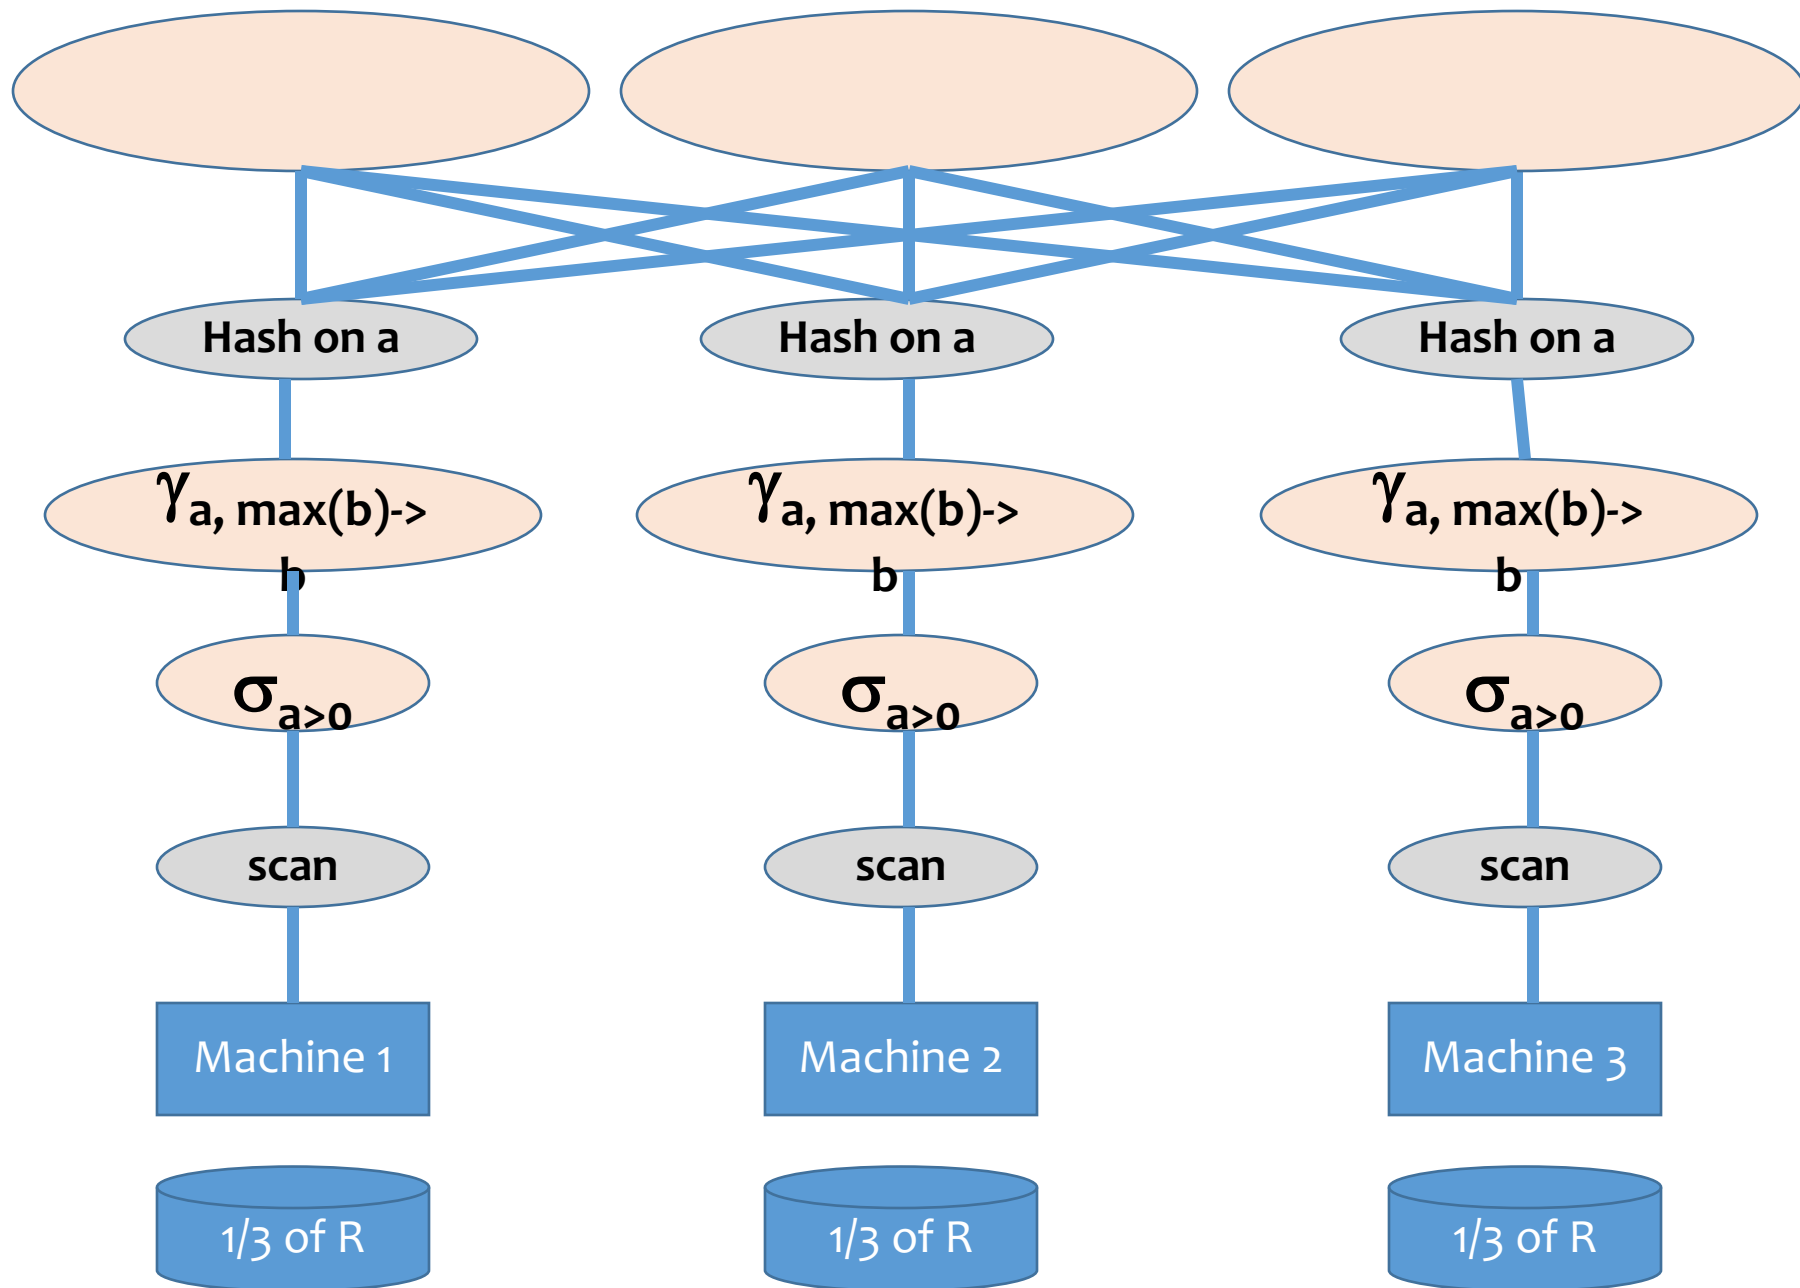 Hash on a Hash on a Hash on a
γa, max(b)-> γa, max(b)-> γa, max(b)->
b b b
σa>0 σa>0 σa>0
scan scan scan
Machine 1 Machine 2 Machine 3
1/3 of R 1/3 of R 1/3 of R